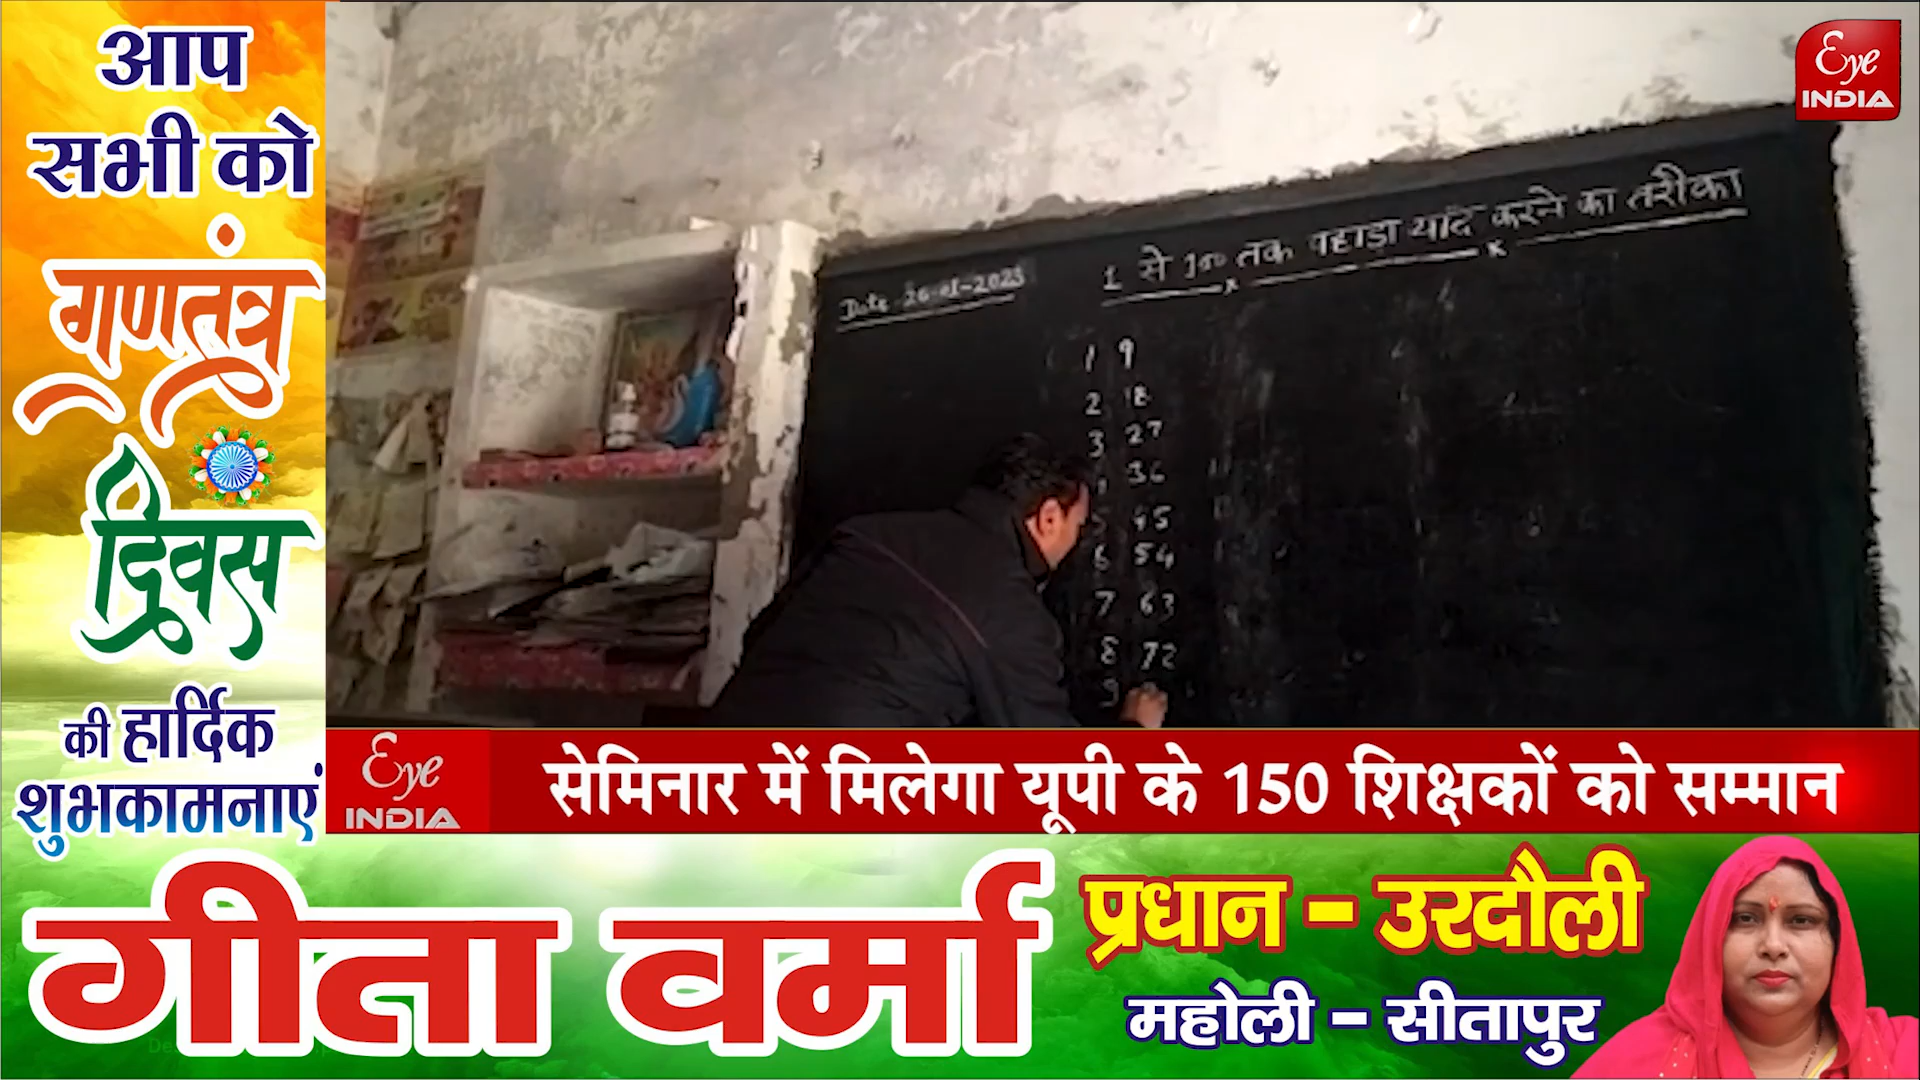 आप
सभी को
गणतंत्र
दिवस
की हार्दिक
शुभकामनाएं
Eye
INDIA
1 से 100 तक पहाड़ा याद करने का तरीका
Date 26-01-2023
1 9
2 18
3 27
36
5 45
6 54
7 63
8 72
9
Eye
INDIA
सेमिनार में मिलेगा यूपी के 150 शिक्षकों को सम्मान
गीता वर्मा
प्रधान - उरदौली
महोली - सीतापुर